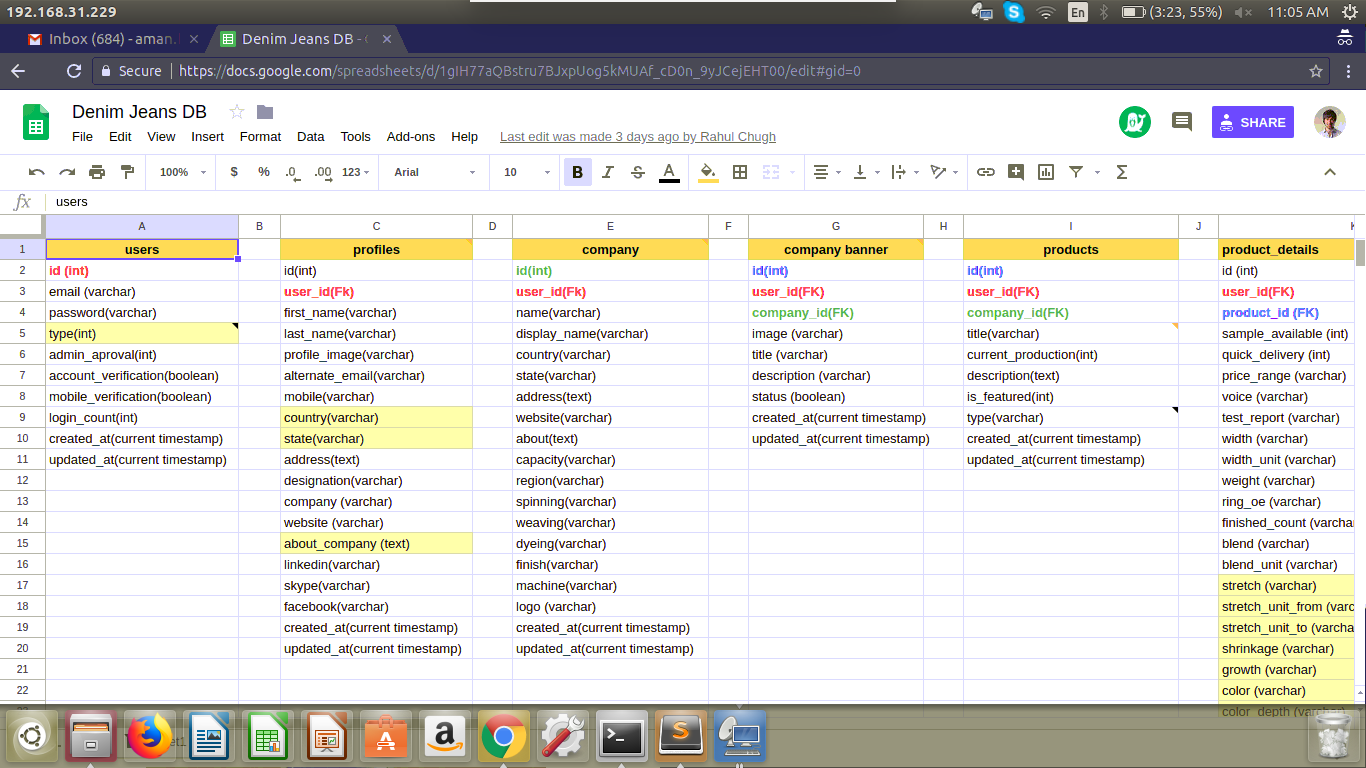 192.168.31.229
En
(3:23, 55%)
11:05 AM
Inbox (684) - aman.
Denim Jeans DB -
Secure
https://docs.google.com/spreadsheets/d/1gIH77aQBstru7BJxpUog5kMUAf_cD0n_9yJCejEHT00/edit#gid=0
Denim Jeans DB
File Edit View Insert Format Data Tools Add-ons Help Last edit was made 3 days ago by Rahul Chugh
SHARE
100% $ % .0 .00 123 Arial 10 B I S A Σ
fx users
A B C D E F G H I J K
1 users profiles company company banner products product_details
2 id (int) id(int) id(int) id(int) id(int) id (int)
3 email (varchar) user_id(Fk) user_id(Fk) user_id(FK) user_id(FK) user_id(FK)
4 password(varchar) first_name(varchar) name(varchar) company_id(FK) company_id(FK) product_id (FK)
5 type(int) last_name(varchar) display_name(varchar) image (varchar) title(varchar) sample_available (int)
6 admin_aproval(int) profile_image(varchar) country(varchar) title (varchar) current_production(int) quick_delivery (int)
7 account_verification(boolean) alternate_email(varchar) state(varchar) description (varchar) description(text) price_range (varchar)
8 mobile_verification(boolean) mobile(varchar) address(text) status (boolean) is_featured(int) voice (varchar)
9 login_count(int) country(varchar) website(varchar) created_at(current timestamp) type(varchar) test_report (varchar)
10 created_at(current timestamp) state(varchar) about(text) updated_at(current timestamp) created_at(current timestamp) width (varchar)
11 updated_at(current timestamp) address(text) capacity(varchar) updated_at(current timestamp) width_unit (varchar)
12 designation(varchar) region(varchar) weight (varchar)
13 company (varchar) spinning(varchar) ring_oe (varchar)
14 website (varchar) weaving(varchar) finished_count (varcha
15 about_company (text) dyeing(varchar) blend (varchar)
16 linkedin(varchar) finish(varchar) blend_unit (varchar)
17 skype(varchar) machine(varchar) stretch (varchar)
18 facebook(varchar) logo (varchar) stretch_unit_from (varc
19 created_at(current timestamp) created_at(current timestamp) stretch_unit_to (varcha
20 updated_at(current timestamp) updated_at(current timestamp) shrinkage (varchar)
21 growth (varchar)
22 color (varchar)
color_depth (varchar)